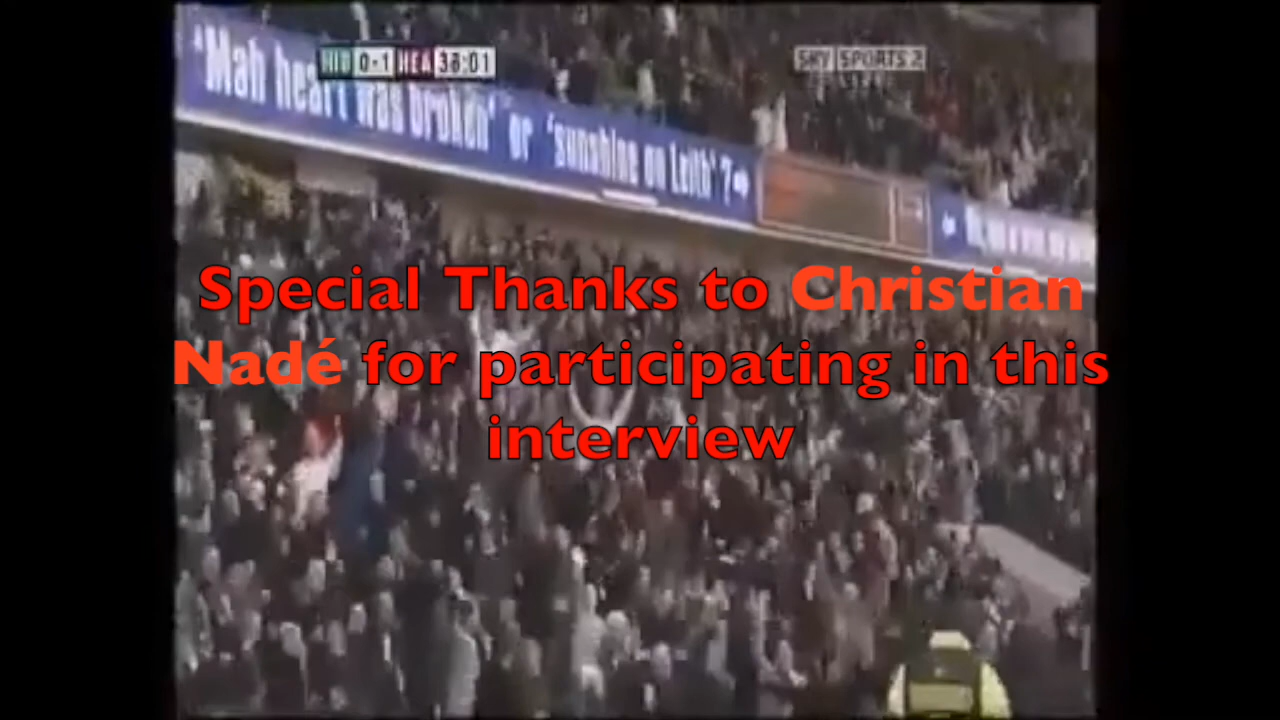 HIB 0-1 HEA 38:01
SKY SPORTS 2
'Mah heart was broken' or 'sunshine on Leith' ?
Special Thanks to Christian
Nadé for participating in this
interview